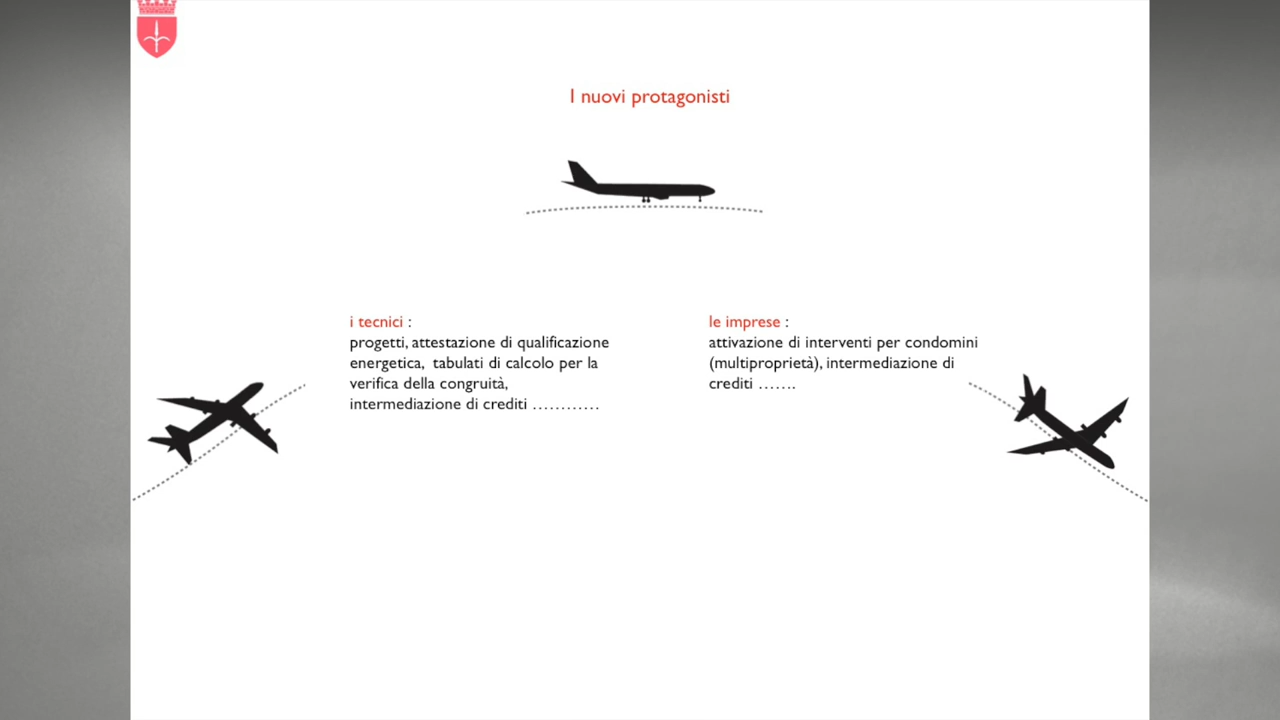 I nuovi protagonisti
i tecnici :
progetti, attestazione di qualificazione
energetica, tabulati di calcolo per la
verifica della congruità,
intermediazione di crediti …………
le imprese :
attivazione di interventi per condomini
(multiproprietà), intermediazione di
crediti …….